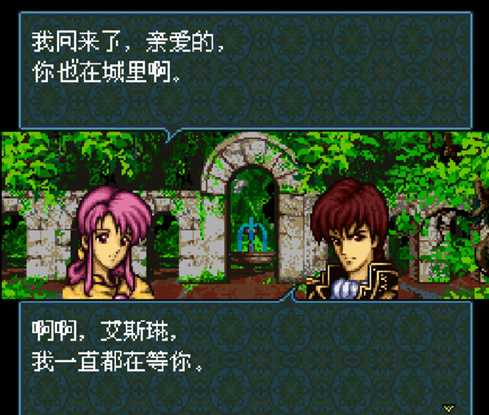 我回来了，亲爱的，
你也在城里啊。
啊啊，艾斯琳，
我一直都在等你。